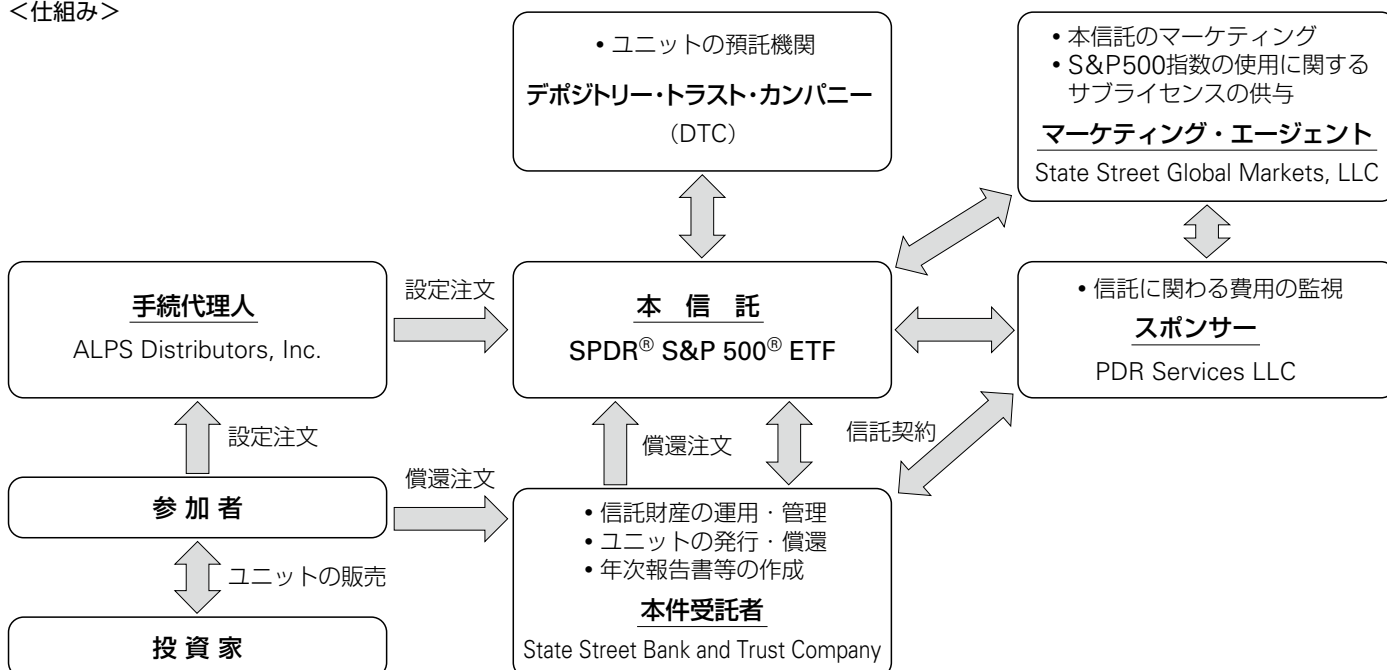 ＜仕組み＞
•ユニットの預託機関
デポジトリー・トラスト・カンパニー
（DTC）
•本信託のマーケティング
•S&P500指数の使用に関する
サブライセンスの供与
マーケティング・エージェント
State Street Global Markets, LLC
手続代理人
ALPS Distributors, Inc.
設定注文
本 信 託
SPDR® S&P 500® ETF
•信託に関わる費用の監視
スポンサー
PDR Services LLC
設定注文
償還注文
信託契約
参 加 者
償還注文
•信託財産の運用・管理
•ユニットの発行・償還
•年次報告書等の作成
本件受託者
State Street Bank and Trust Company
ユニットの販売
投 資 家